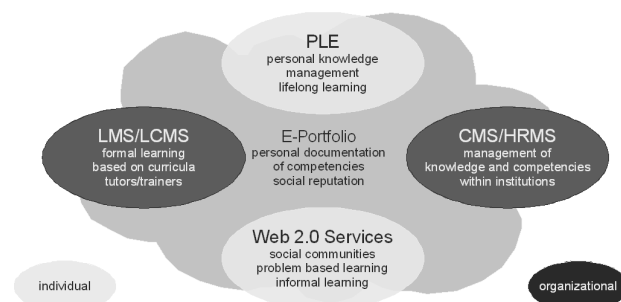 PLE
personal knowledge
management
lifelong learning
LMS/LCMS
formal learning
based on curricula
tutors/trainers
E-Portfolio
personal documentation
of competencies
social reputation
CMS/HRMS
management of
knowledge and competencies
within institutions
Web 2.0 Services
social communities
problem based learning
informal learning
individual
organizational